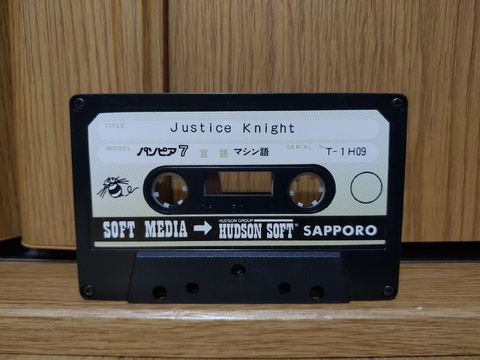 TITLE Justice Knight
MODEL パソピア7 言語 マシン語 SERIAL No. T-1H09
HUDSON GROUP
SOFT MEDIA → HUDSON SOFT® SAPPORO